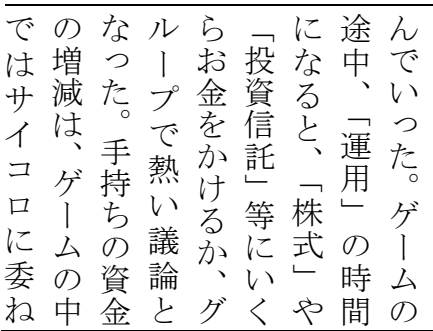 んでいった。ゲームの
途中、「運用」の時間
になると、「株式」や
「投資信託」等にいく
らお金をかけるか、グ
ループで熱い議論と
なった。手持ちの資金
の増減は、ゲームの中
ではサイコロに委ね